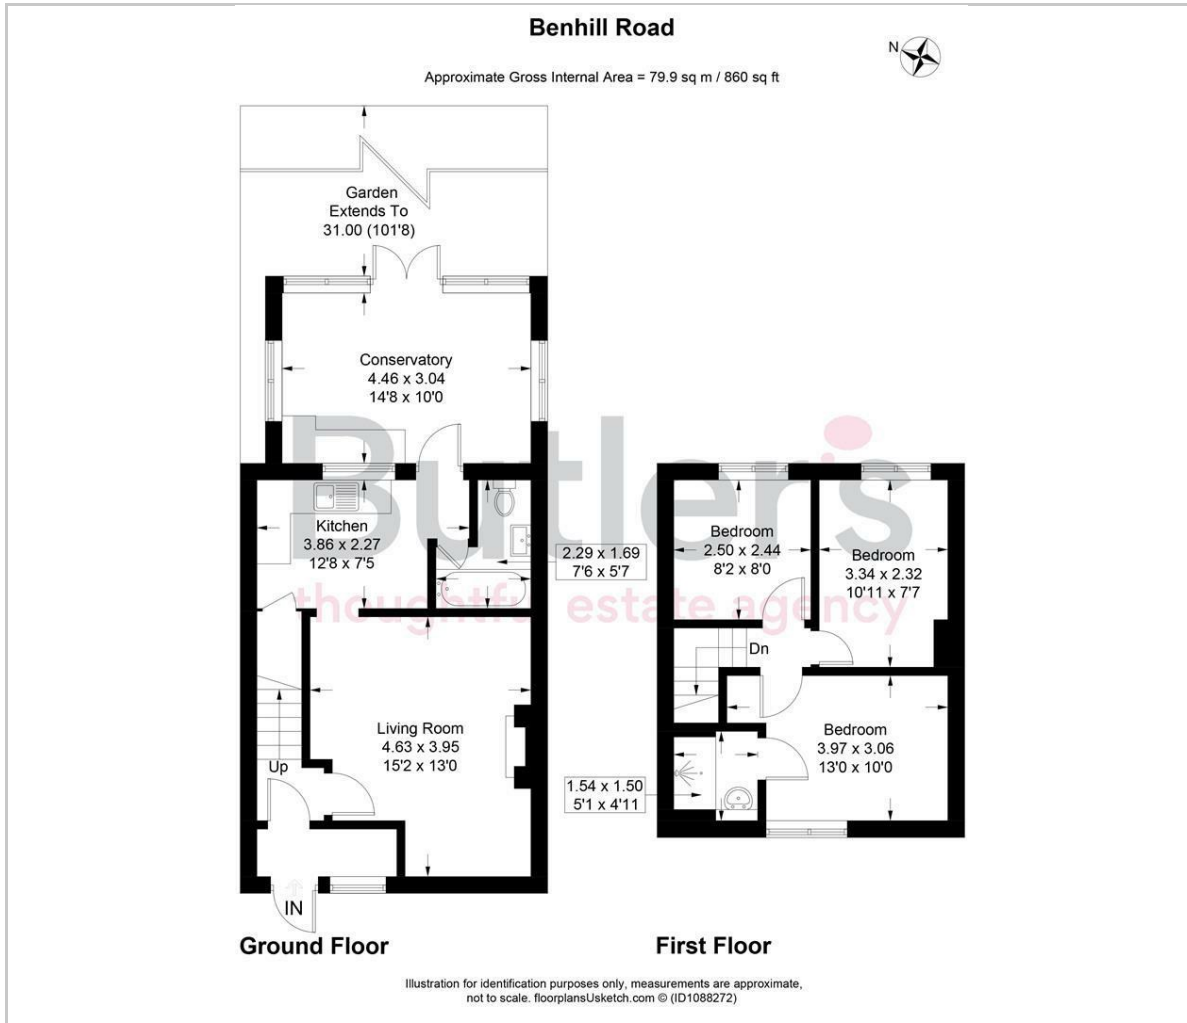 Benhill Road
N
Approximate Gross Internal Area = 79.9 sq m / 860 sq ft
Garden
Extends To
31.00 (101'8)
Conservatory
4.46 x 3.04
14'8 x 10'0
Butler's
thoughtful estate agency
Kitchen
3.86 x 2.27
12'8 x 7'5
2.29 x 1.69
7'6 x 5'7
Living Room
4.63 x 3.95
15'2 x 13'0
Up
IN
Ground Floor
Bedroom
2.50 x 2.44
8'2 x 8'0
Bedroom
3.34 x 2.32
10'11 x 7'7
Dn
Bedroom
3.97 x 3.06
13'0 x 10'0
1.54 x 1.50
5'1 x 4'11
First Floor
Illustration for identification purposes only, measurements are approximate,
not to scale. floorplansUsketch.com © (ID1088272)